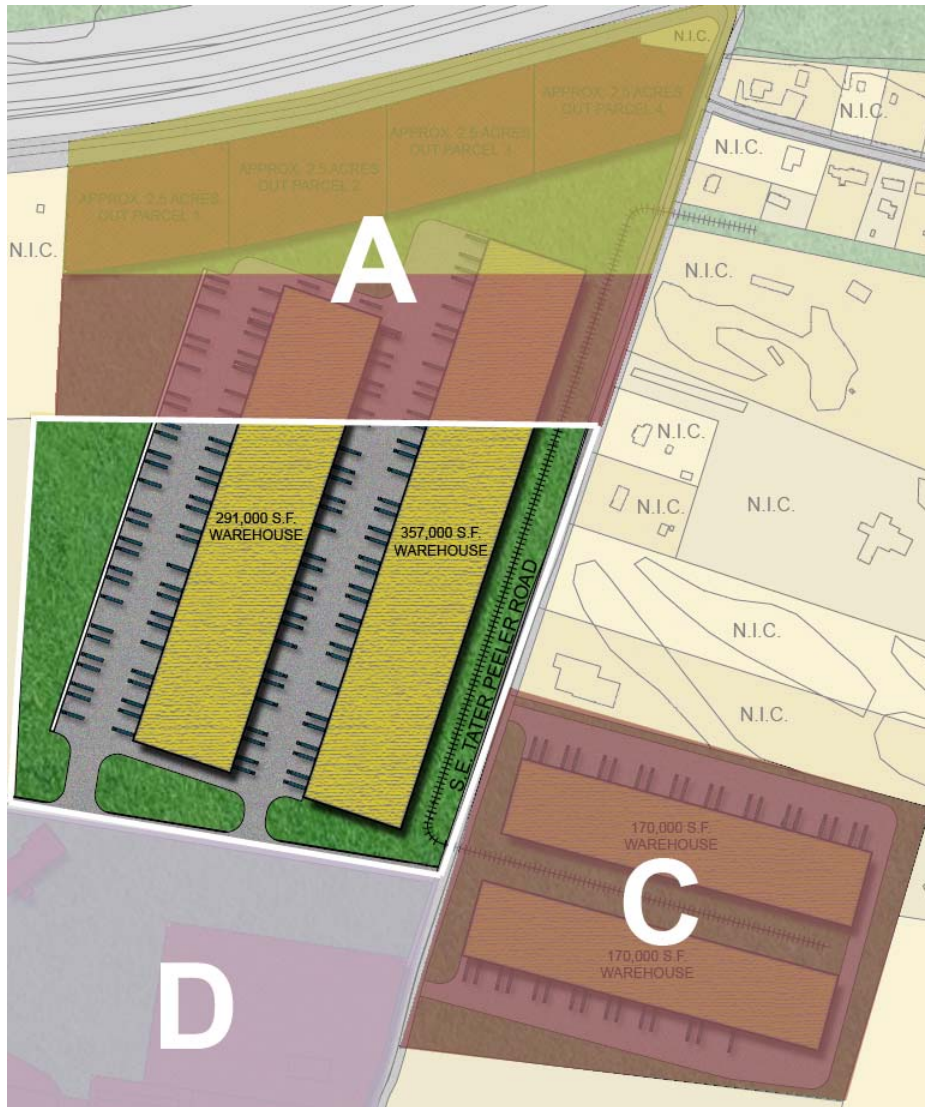 N.I.C.
APPROX. 2.5 ACRES
OUT PARCEL 4
APPROX. 2.5 ACRES
OUT PARCEL 3
APPROX. 2.5 ACRES
OUT PARCEL 2
APPROX. 2.5 ACRES
OUT PARCEL 1
N.I.C.
N.I.C.
N.I.C.
A
N.I.C.
N.I.C.
N.I.C.
N.I.C.
291,000 S.F.
WAREHOUSE
357,000 S.F.
WAREHOUSE
S.E. TATER PEELER ROAD
N.I.C.
N.I.C.
170,000 S.F.
WAREHOUSE
C
170,000 S.F.
WAREHOUSE
D